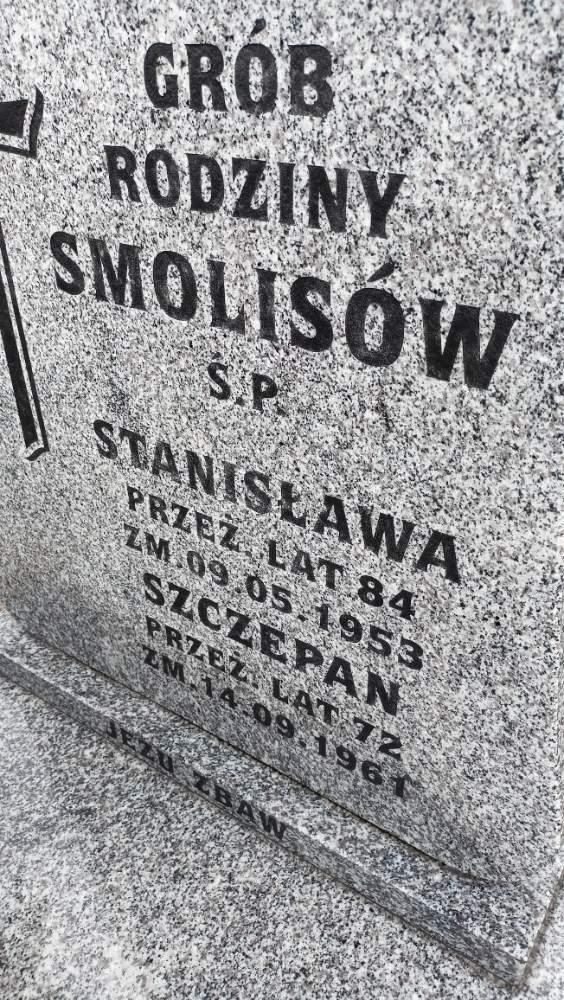 GRÓB
RODZINY
SMOLISÓW
Ś.P.
STANISŁAWA
PRZEŻ. LAT 84
ZM. 09.05.1953
SZCZEPAN
PRZEŻ. LAT 72
ZM. 14.09.1961
JEZU ZBAW